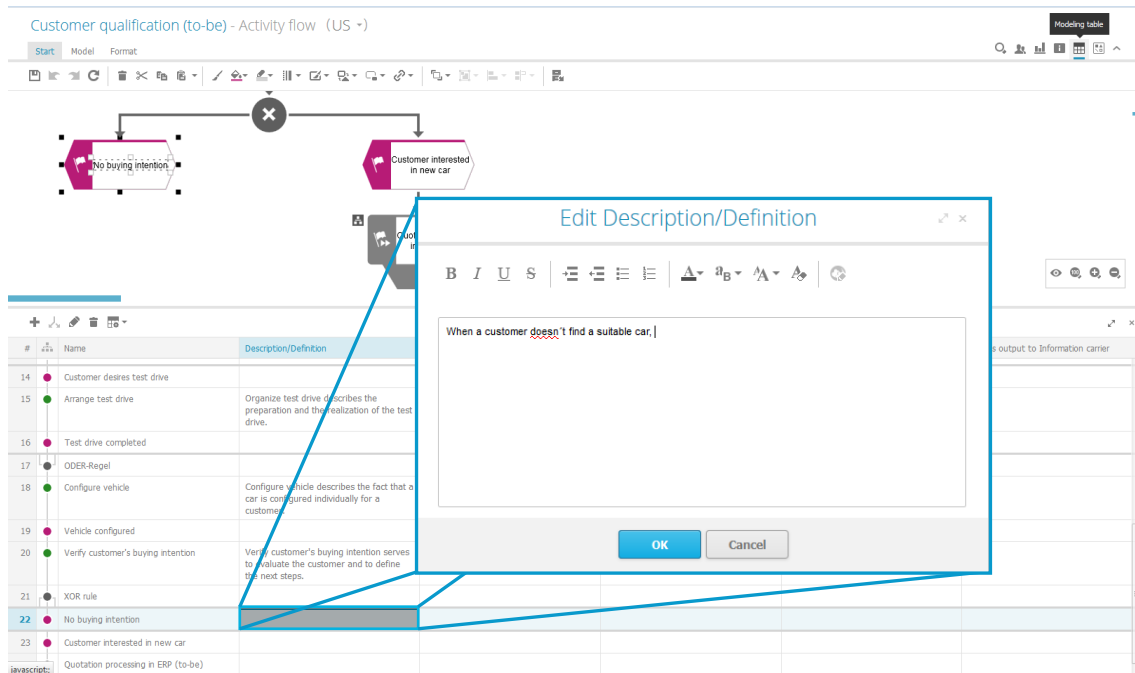 Customer qualification (to-be) - Activity flow (US -)
Modeling table
Start Model Format
No buying intention
Customer interested
in new car
Edit Description/Definition
B I U S
When a customer doesn´t find a suitable car,
OK Cancel
# Name Description/Definition s output to Information carrier
14 Customer desires test drive
15 Arrange test drive Organize test drive describes the
preparation and the realization of the test
drive.
16 Test drive completed
17 ODER-Regel
18 Configure vehicle Configure vehicle describes the fact that a
car is configured individually for a
customer.
19 Vehicle configured
20 Verify customer's buying intention Verify customer's buying intention serves
to evaluate the customer and to define
the next steps.
21 XOR rule
22 No buying intention
23 Customer interested in new car
Quotation processing in ERP (to-be)
javascript:;